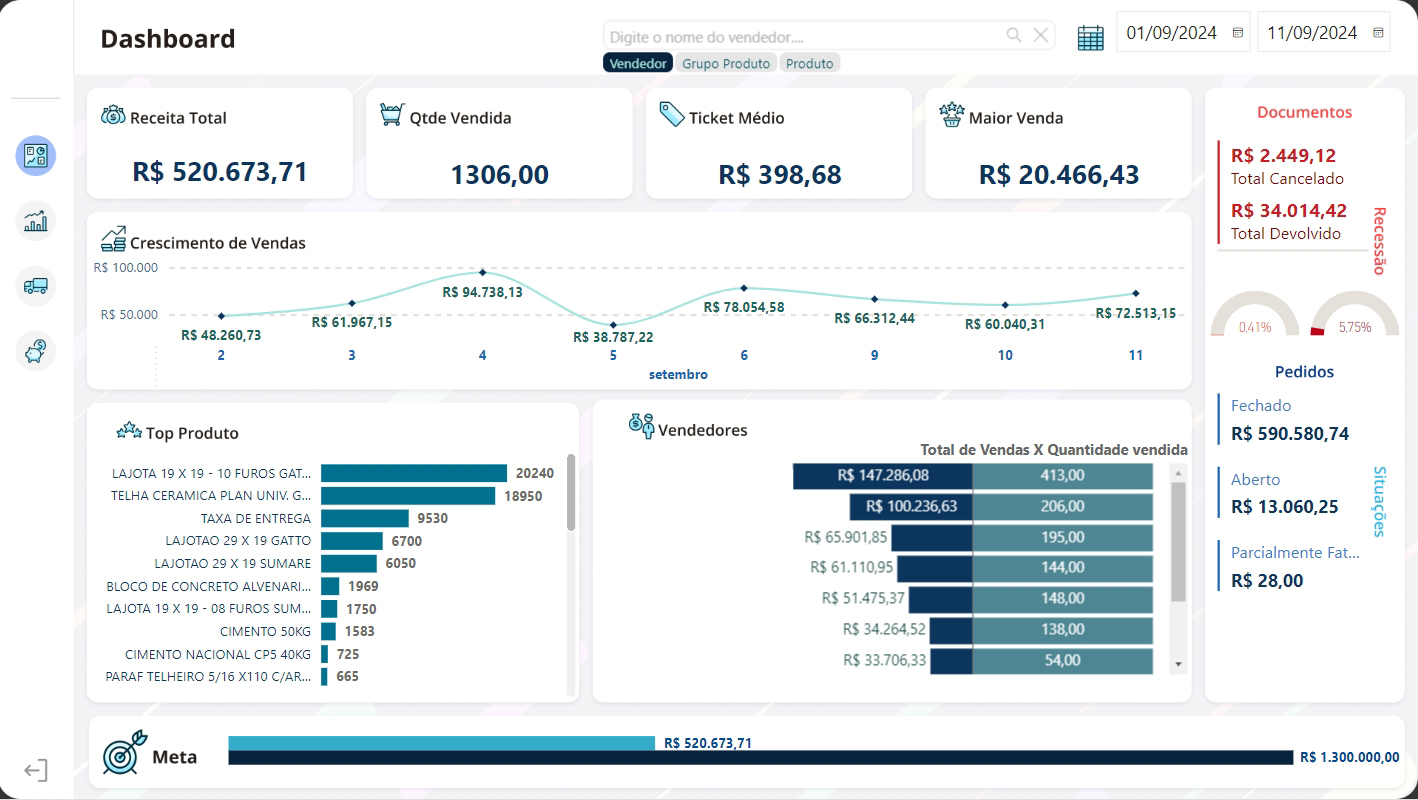 Dashboard
Digite o nome do vendedor....
Vendedor Grupo Produto Produto
01/09/2024 11/09/2024
Receita Total
R$ 520.673,71
Qtde Vendida
1306,00
Ticket Médio
R$ 398,68
Maior Venda
R$ 20.466,43
Documentos
R$ 2.449,12
Total Cancelado
R$ 34.014,42
Total Devolvido
Recessão
0,41% 5,75%
Crescimento de Vendas
R$ 100.000
R$ 50.000
R$ 48.260,73
R$ 61.967,15
R$ 94.738,13
R$ 38.787,22
R$ 78.054,58
R$ 66.312,44
R$ 60.040,31
R$ 72.513,15
2 3 4 5 6 9 10 11
setembro
Pedidos
Fechado
R$ 590.580,74
Aberto
R$ 13.060,25
Parcialmente Fat...
R$ 28,00
Situações
Top Produto
LAJOTA 19 X 19 - 10 FUROS GAT... 20240
TELHA CERAMICA PLAN UNIV. G... 18950
TAXA DE ENTREGA 9530
LAJOTAO 29 X 19 GATTO 6700
LAJOTAO 29 X 19 SUMARE 6050
BLOCO DE CONCRETO ALVENARI... 1969
LAJOTA 19 X 19 - 08 FUROS SUM... 1750
CIMENTO 50KG 1583
CIMENTO NACIONAL CP5 40KG 725
PARAF TELHEIRO 5/16 X110 C/AR... 665
Vendedores
Total de Vendas X Quantidade vendida
R$ 147.286,08 413,00
R$ 100.236,63 206,00
R$ 65.901,85 195,00
R$ 61.110,95 144,00
R$ 51.475,37 148,00
R$ 34.264,52 138,00
R$ 33.706,33 54,00
Meta
R$ 520.673,71
R$ 1.300.000,00